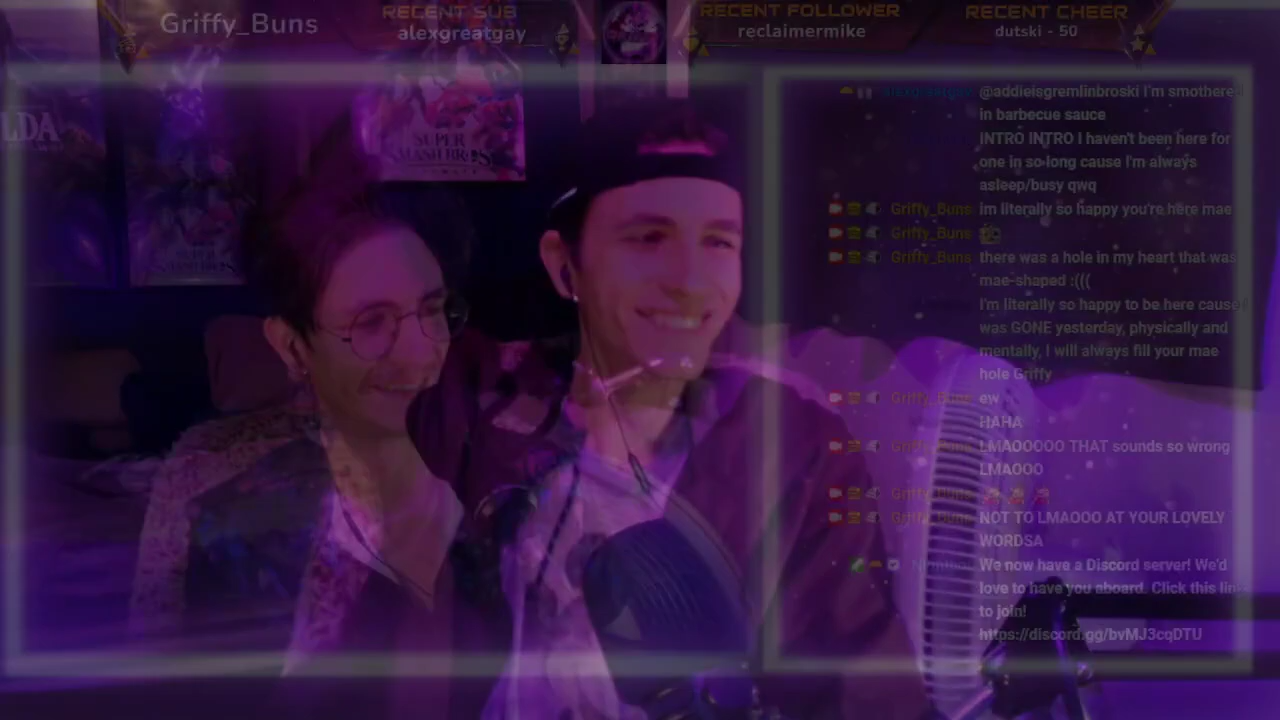 Griffy_Buns
RECENT SUB
alexgreatgay
RECENT FOLLOWER
reclaimermike
RECENT CHEER
dutski - 50
LDA
SUPER
SMASH BROS
alexgreatgay @addieisgremlinbroski I'm smothered
in barbecue sauce
INTRO INTRO I haven't been here for
one in so long cause I'm always
asleep/busy qwq
Griffy_Buns im literally so happy you're here mae
Griffy_Buns
Griffy_Buns there was a hole in my heart that was
mae-shaped :(((
I'm literally so happy to be here cause I
was GONE yesterday, physically and
mentally, I will always fill your mae
hole Griffy
Griffy_Buns ew
HAHA
Griffy_Buns LMAOOOOO THAT sounds so wrong
LMAOOO
Griffy_Buns
Griffy_Buns NOT TO LMAOOO AT YOUR LOVELY
WORDSA
We now have a Discord server! We'd
love to have you aboard. Click this link
to join!
https://discord.gg/bvMJ3cqDTU